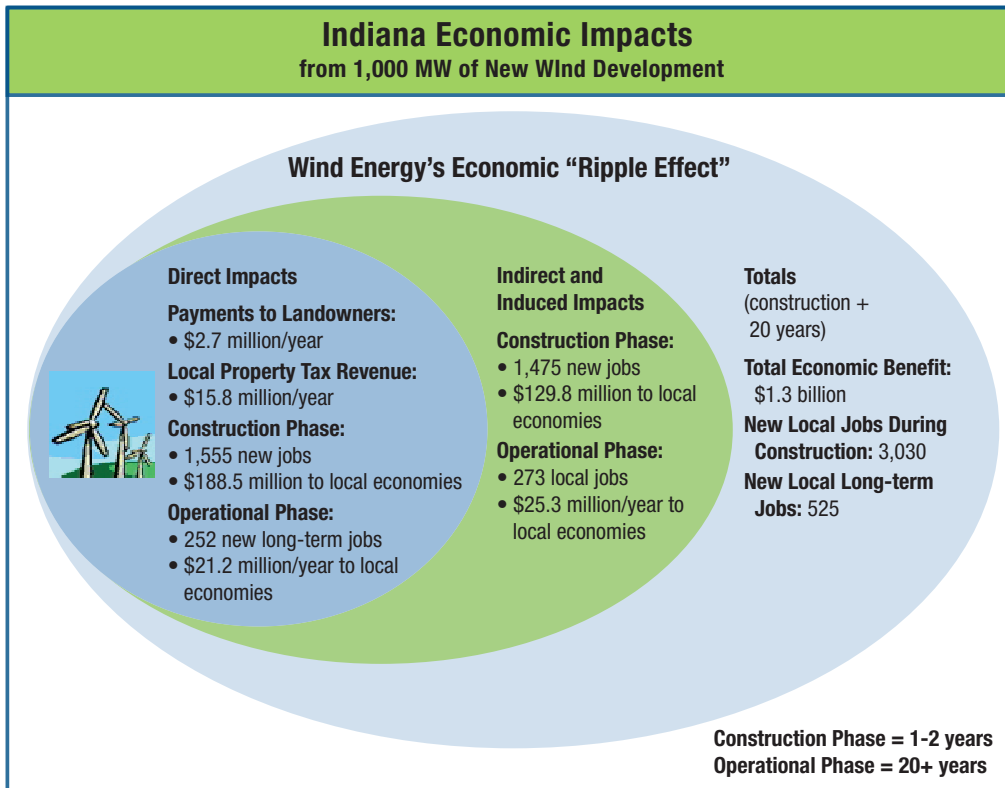 Indiana Economic Impacts
from 1,000 MW of New WInd Development
Wind Energy’s Economic “Ripple Effect”
Direct Impacts
Payments to Landowners:
• $2.7 million/year
Local Property Tax Revenue:
• $15.8 million/year
Construction Phase:
• 1,555 new jobs
• $188.5 million to local economies
Operational Phase:
• 252 new long-term jobs
• $21.2 million/year to local
economies
Indirect and
Induced Impacts
Construction Phase:
• 1,475 new jobs
• $129.8 million to local
economies
Operational Phase:
• 273 local jobs
• $25.3 million/year to
local economies
Totals
(construction +
20 years)
Total Economic Benefit:
$1.3 billion
New Local Jobs During
Construction: 3,030
New Local Long-term
Jobs: 525
Construction Phase = 1-2 years
Operational Phase = 20+ years